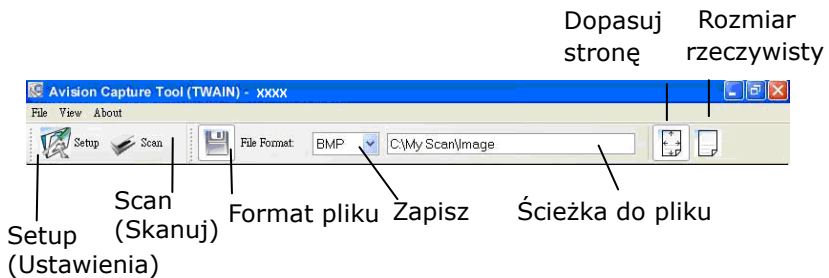 Dopasuj stronę
Rozmiar rzeczywisty
Avision Capture Tool (TWAIN) - xxxx
File View About
Setup Scan File Format: BMP C:\My Scan\Image
Setup (Ustawienia)
Scan (Skanuj)
Format pliku
Zapisz
Ścieżka do pliku